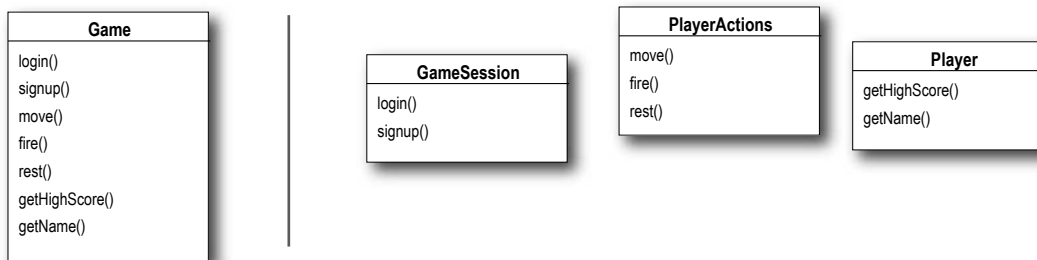 Game
login()
signup()
move()
fire()
rest()
getHighScore()
getName()
GameSession
login()
signup()
PlayerActions
move()
fire()
rest()
Player
getHighScore()
getName()